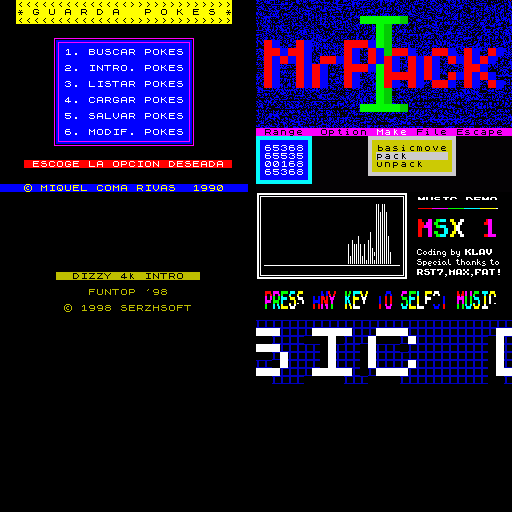 * G U A R D A   P O K E S *
1. BUSCAR POKES
2. INTRO. POKES
3. LISTAR POKES
4. CARGAR POKES
5. SALVAR POKES
6. MODIF. POKES
ESCOGE LA OPCION DESEADA
© MIQUEL COMA RIVAS 1990
DIZZY 4K INTRO
FUNTOP '98
© 1998 SERZHSOFT
MrPack
I
Range Option Make File Escape
65368
65535
00168
65368
basicmove
pack
unpack
MUSIC DEMO
MSX 1
Coding by KLAV
Special thanks to
RST7,MAX,FAT!
PRESS ANY KEY TO SELECT MUSIC
SIC